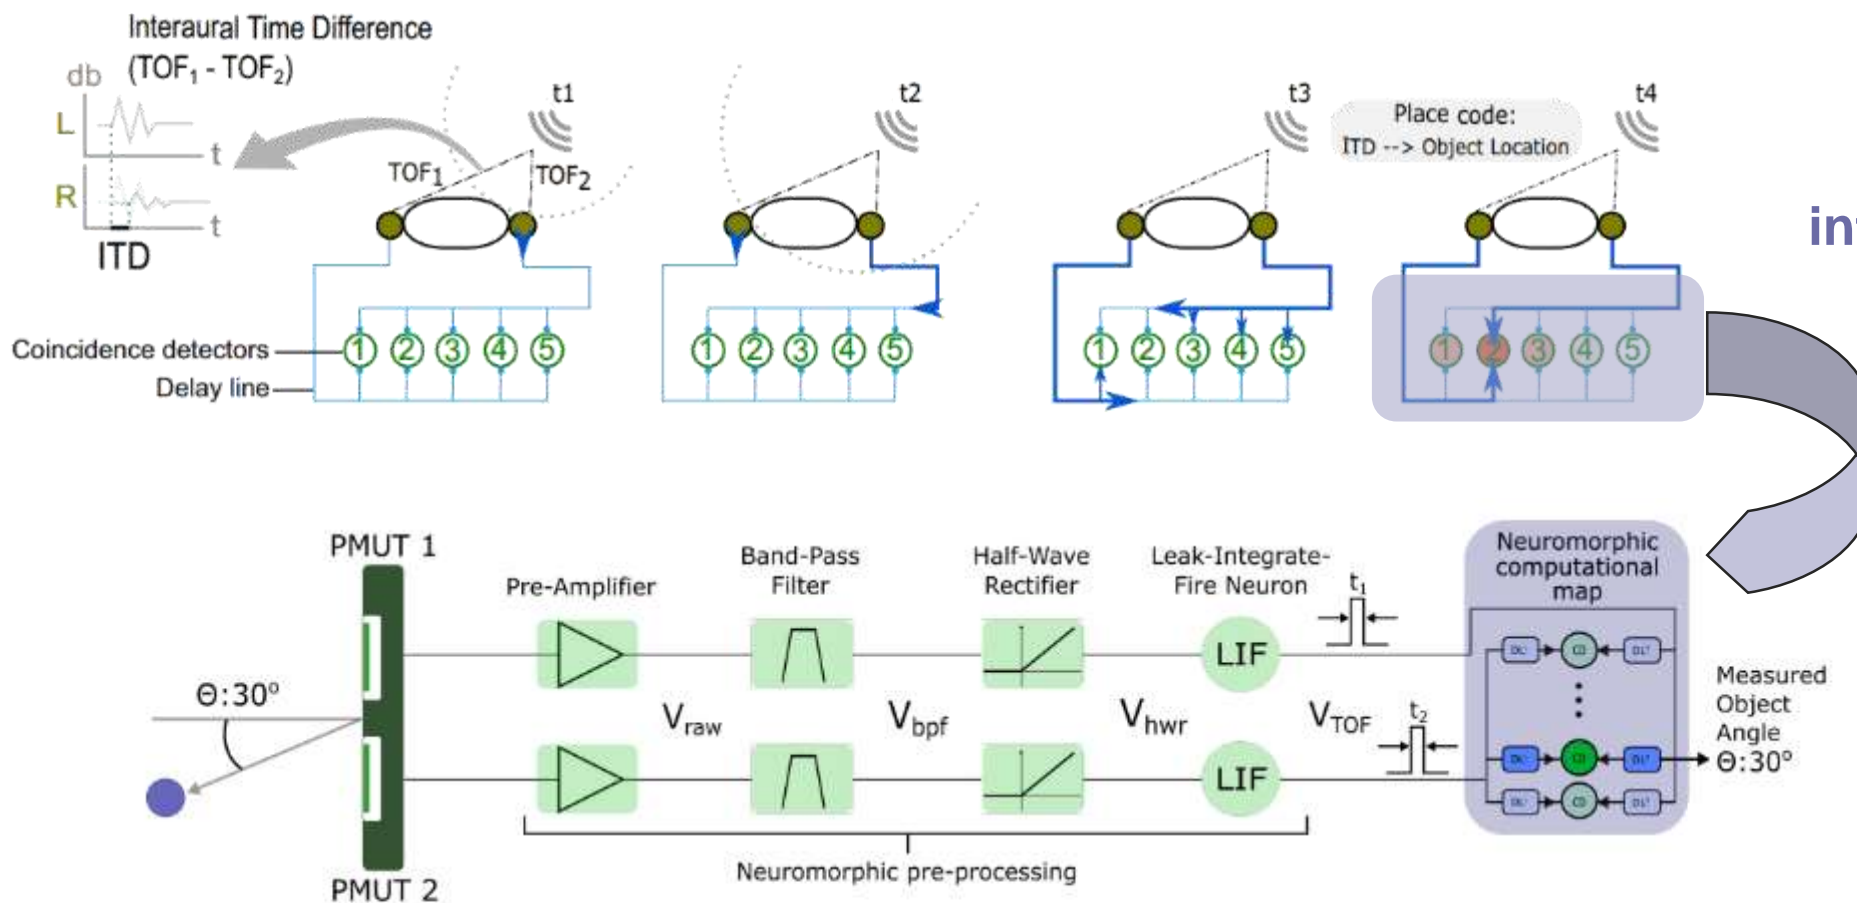 Interaural Time Difference
(TOF1 - TOF2)
db
L
t
R
t
ITD
TOF1
TOF2
t1
t2
t3
t4
Place code:
ITD --> Object Location
Coincidence detectors
Delay line
1 2 3 4 5
1 2 3 4 5
1 2 3 4 5
1 2 3 4 5
PMUT 1
PMUT 2
Θ:30°
Pre-Amplifier
Band-Pass
Filter
Half-Wave
Rectifier
Leak-Integrate-
Fire Neuron
LIF
LIF
t1
t2
Vraw
Vbpf
Vhwr
VTOF
Neuromorphic pre-processing
Neuromorphic
computational
map
CD
CD
CD
Measured
Object
Angle
Θ:30°